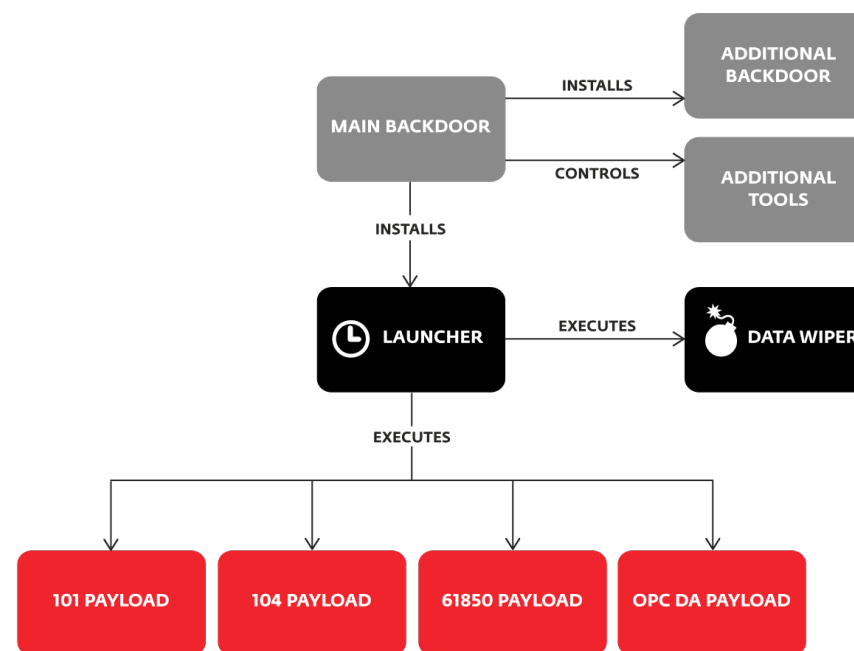 ADDITIONAL
BACKDOOR
INSTALLS
MAIN BACKDOOR
CONTROLS
ADDITIONAL
TOOLS
INSTALLS
LAUNCHER
EXECUTES
DATA WIPER
EXECUTES
101 PAYLOAD
104 PAYLOAD
61850 PAYLOAD
OPC DA PAYLOAD